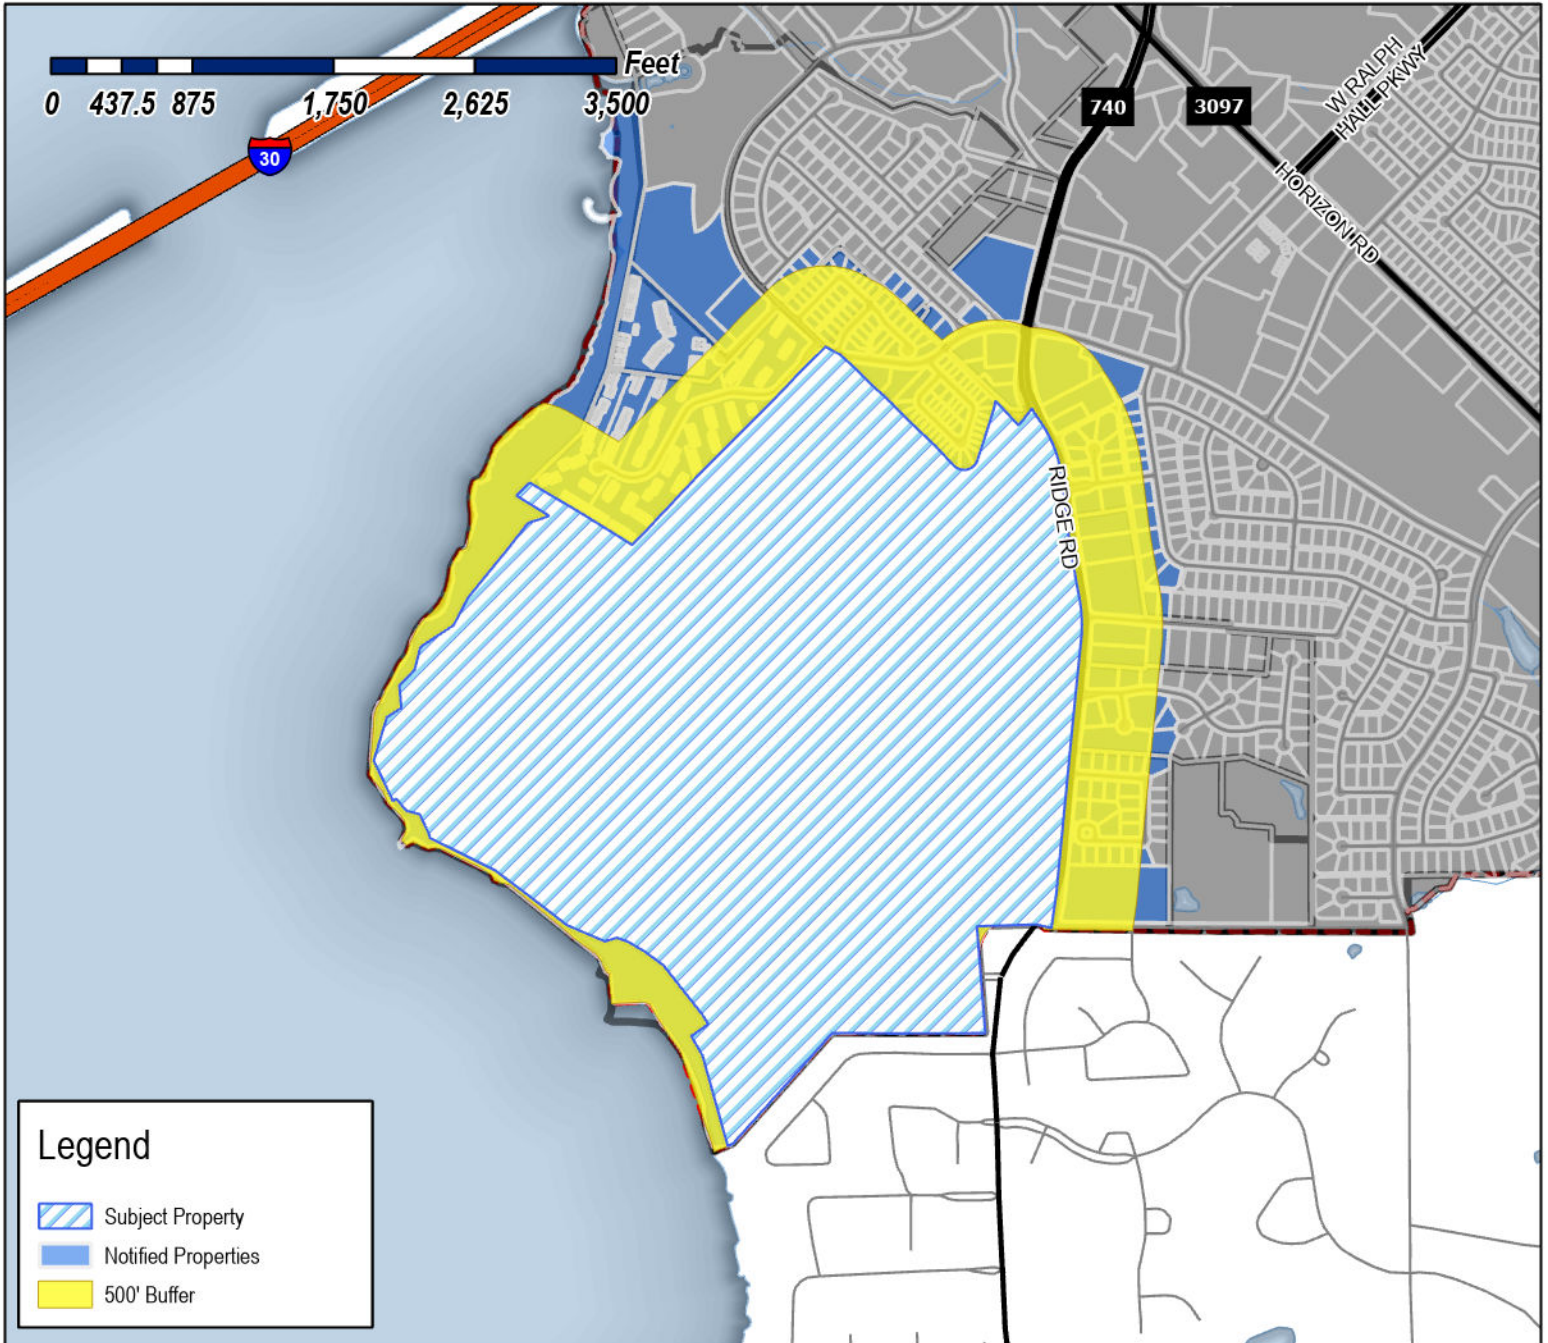 Feet
0 437.5 875 1,750 2,625 3,500
30
740
3097
W RALPH
HALL PKWY
HORIZON RD
RIDGE RD
Legend
Subject Property
Notified Properties
500' Buffer